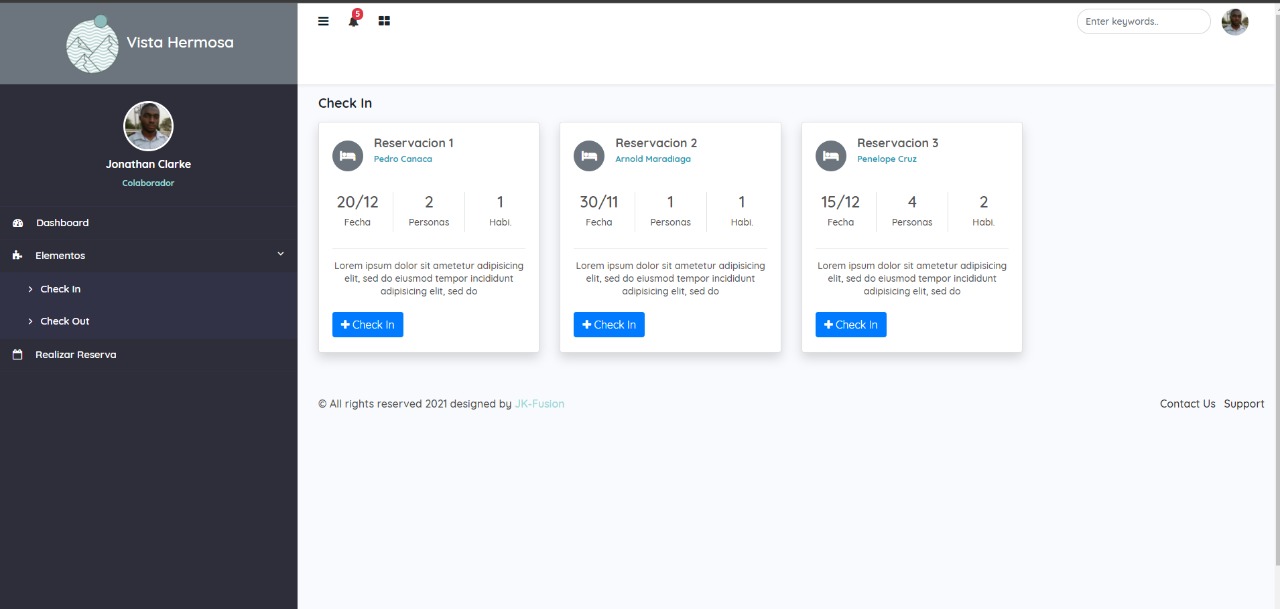 Vista Hermosa
5
Enter keywords..
Jonathan Clarke
Colaborador
Dashboard
Elementos
Check In
Check Out
Realizar Reserva
Check In
Reservacion 1
Pedro Canaca
20/12 2 1
Fecha Personas Habi.
Lorem ipsum dolor sit ametetur adipisicing
elit, sed do eiusmod tempor incididunt
adipisicing elit, sed do
Check In
Reservacion 2
Arnold Maradiaga
30/11 1 1
Fecha Personas Habi.
Lorem ipsum dolor sit ametetur adipisicing
elit, sed do eiusmod tempor incididunt
adipisicing elit, sed do
Check In
Reservacion 3
Penelope Cruz
15/12 4 2
Fecha Personas Habi.
Lorem ipsum dolor sit ametetur adipisicing
elit, sed do eiusmod tempor incididunt
adipisicing elit, sed do
Check In
© All rights reserved 2021 designed by JK-Fusion
Contact Us Support